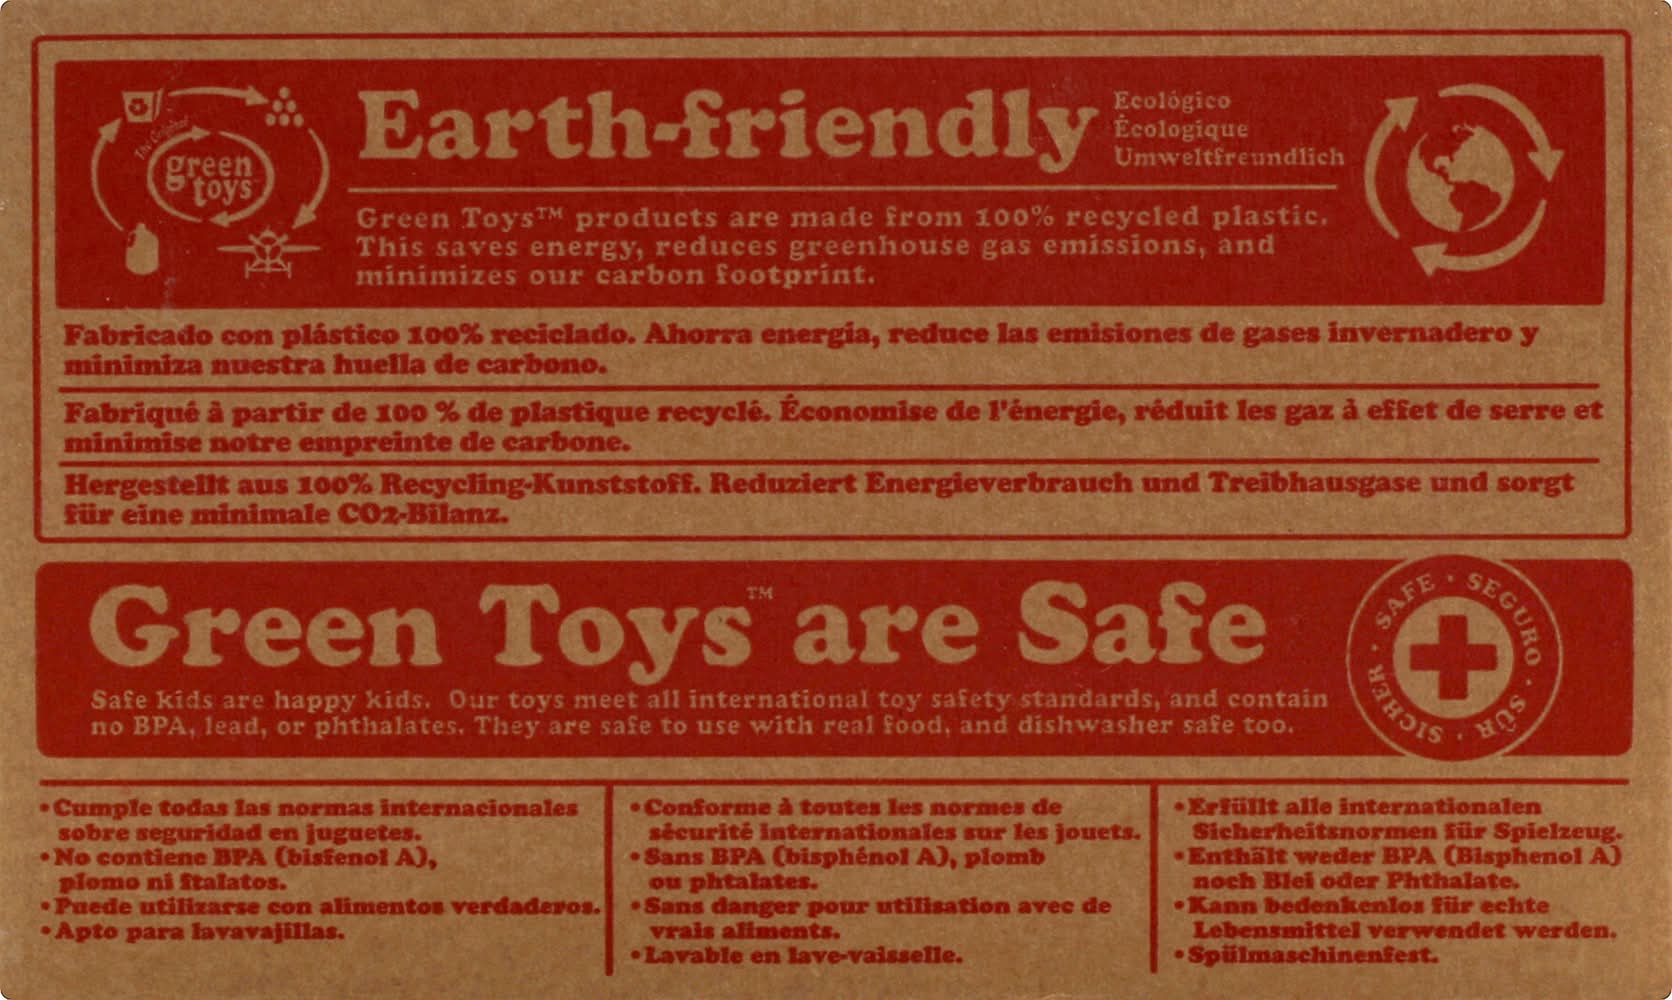 The Original
green
toys
Earth-friendly
Ecológico
Écologique
Umweltfreundlich
Green Toys™ products are made from 100% recycled plastic.
This saves energy, reduces greenhouse gas emissions, and
minimizes our carbon footprint.
Fabricado con plástico 100% reciclado. Ahorra energia, reduce las emisiones de gases invernadero y
minimiza nuestra huella de carbono.
Fabriqué à partir de 100 % de plastique recyclé. Économise de l'énergie, réduit les gaz à effet de serre et
minimise notre empreinte de carbone.
Hergestellt aus 100% Recycling-Kunststoff. Reduziert Energieverbrauch und Treibhausgase und sorgt
für eine minimale CO2-Bilanz.
Green Toys™ are Safe
Safe kids are happy kids. Our toys meet all international toy safety standards, and contain
no BPA, lead, or phthalates. They are safe to use with real food, and dishwasher safe too.
SAFE · SEGURO · SÛR · SICHER ·
• Cumple todas las normas internacionales
sobre seguridad en juguetes.
• No contiene BPA (bisfenol A),
plomo ni ftalatos.
• Puede utilizarse con alimentos verdaderos.
• Apto para lavavajillas.
• Conforme à toutes les normes de
sécurité internationales sur les jouets.
• Sans BPA (bisphénol A), plomb
ou phtalates.
• Sans danger pour utilisation avec de
vrais aliments.
• Lavable en lave-vaisselle.
• Erfüllt alle internationalen
Sicherheitsnormen für Spielzeug.
• Enthält weder BPA (Bisphenol A)
noch Blei oder Phthalate.
• Kann bedenkenlos für echte
Lebensmittel verwendet werden.
• Spülmaschinenfest.